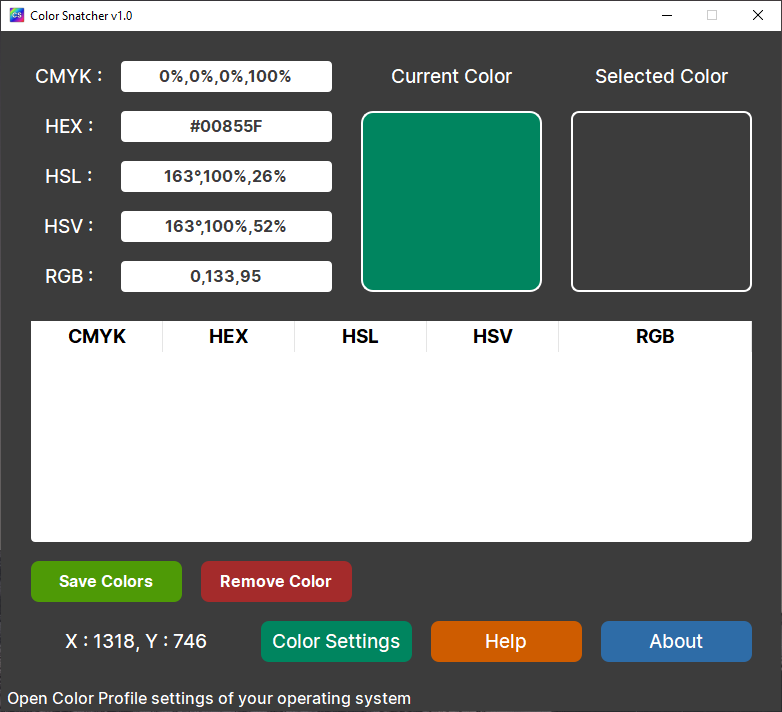 Color Snatcher v1.0
CMYK : 0%,0%,0%,100%
HEX : #00855F
HSL : 163°,100%,26%
HSV : 163°,100%,52%
RGB : 0,133,95
Current Color
Selected Color
CMYK HEX HSL HSV RGB
Save Colors Remove Color
X : 1318, Y : 746 Color Settings Help About
Open Color Profile settings of your operating system